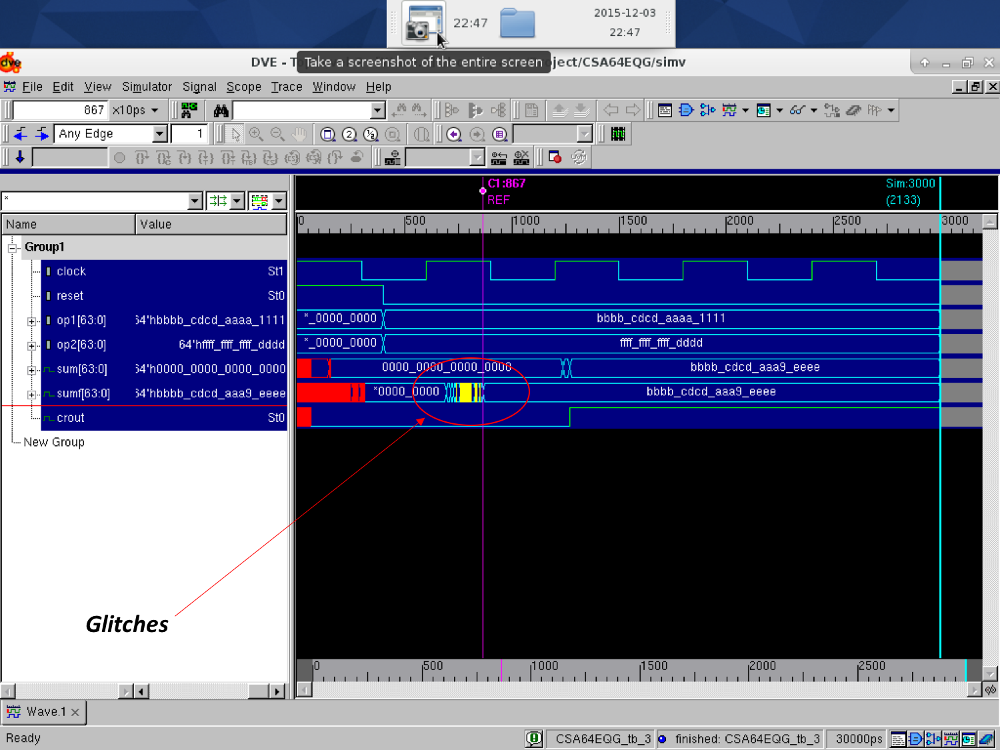 22:47
2015-12-03
22:47
dve
DVE - T
Take a screenshot of the entire screen
ject/CSA64EQG/simv
File Edit View Simulator Signal Scope Trace Window Help
867 x10ps
Any Edge 1
C1:867
REF
Sim:3000
(2133)
*
Name Value
0 500 1000 1500 2000 2500 3000
Group1
clock St1
reset St0
op1[63:0] 64'hbbbb_cdcd_aaaa_1111 *_0000_0000 bbbb_cdcd_aaaa_1111
op2[63:0] 64'hffff_ffff_ffff_dddd *_0000_0000 ffff_ffff_ffff_dddd
sum[63:0] 64'h0000_0000_0000_0000 0000_0000_0000_0000 bbbb_cdcd_aaa9_eeee
sumf[63:0] 64'hbbbb_cdcd_aaa9_eeee *0000_0000 bbbb_cdcd_aaa9_eeee
crout St0
New Group
Glitches
0 500 1000 1500 2000 2500
Wave.1
Ready CSA64EQG_tb_3 finished: CSA64EQG_tb_3 30000ps